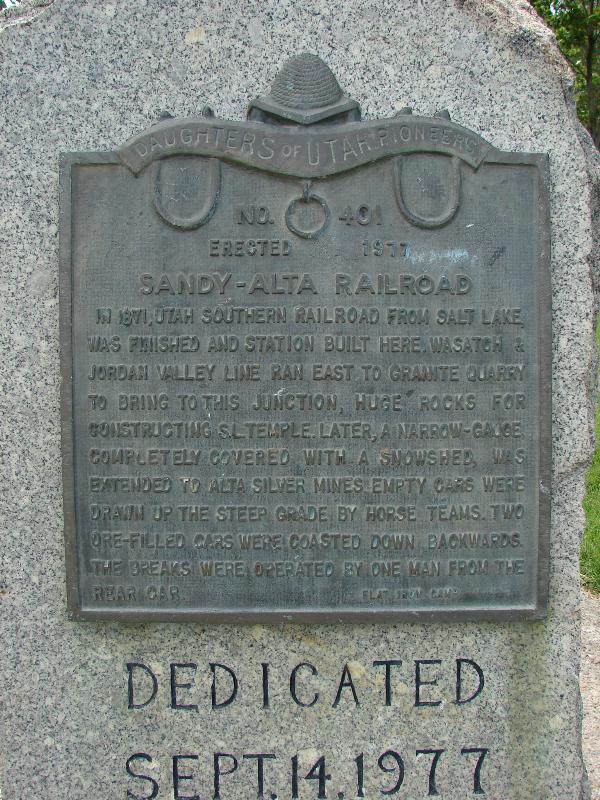 DAUGHTERS OF UTAH PIONEERS
NO. 401
ERECTED 1977
SANDY-ALTA RAILROAD
IN 1871, UTAH SOUTHERN RAILROAD FROM SALT LAKE,
WAS FINISHED AND STATION BUILT HERE. WASATCH &
JORDAN VALLEY LINE RAN EAST TO GRANITE QUARRY
TO BRING TO THIS JUNCTION, HUGE ROCKS FOR
CONSTRUCTING S.L. TEMPLE. LATER, A NARROW-GAUGE,
COMPLETELY COVERED WITH A SNOWSHED, WAS
EXTENDED TO ALTA SILVER MINES. EMPTY CARS WERE
DRAWN UP THE STEEP GRADE BY HORSE TEAMS. TWO
ORE-FILLED CARS WERE COASTED DOWN BACKWARDS.
THE BREAKS WERE OPERATED BY ONE MAN FROM THE
REAR CAR. FLAT IRON CAMP
DEDICATED
SEPT. 14, 1977